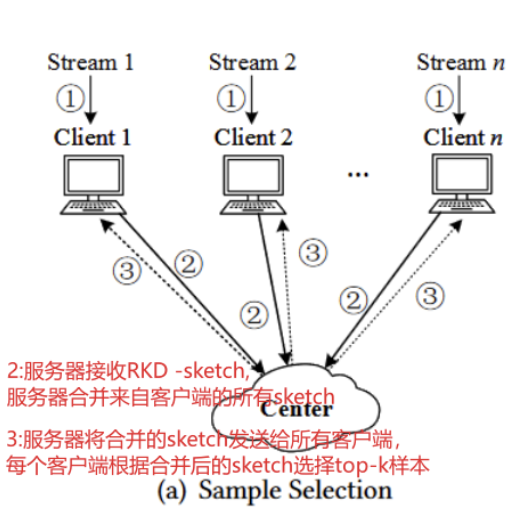 Stream 1 Stream 2 Stream n
① ① ①
Client 1 Client 2 Client n
...
③ ② ③ ② ② ③
2:服务器接收RKD -sketch,
服务器合并来自客户端的所有sketch
Center
3:服务器将合并的sketch发送给所有客户端，
每个客户端根据合并后的sketch选择top-k样本
(a) Sample Selection